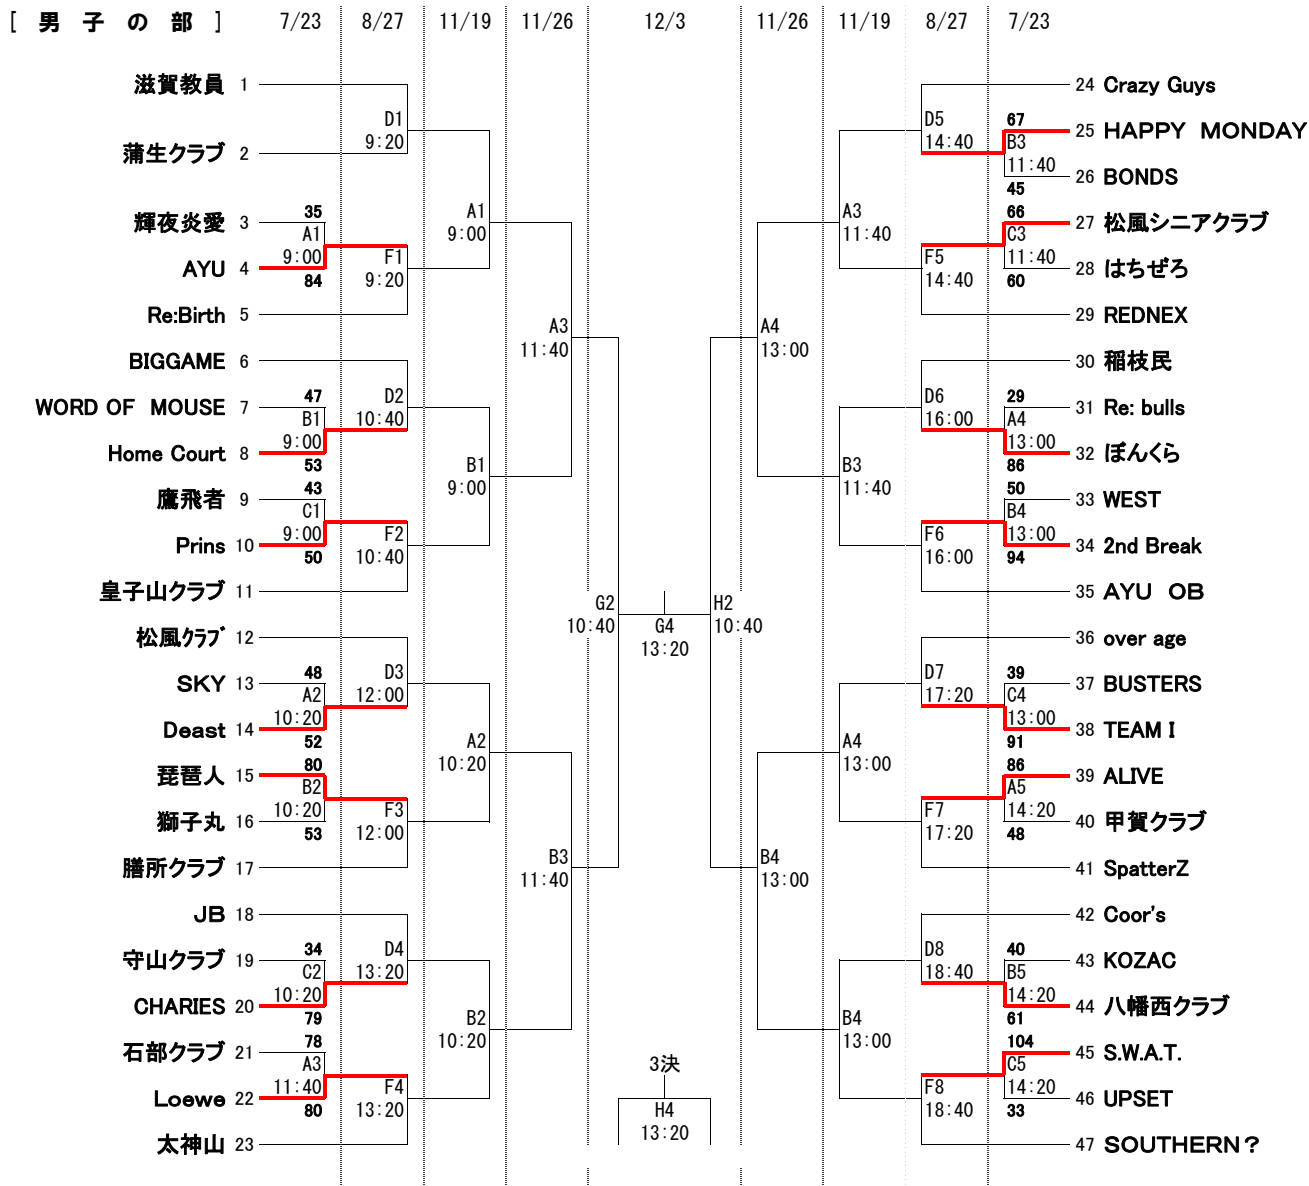 [ 男 子 の 部 ] 7/23 8/27 11/19 11/26 12/3 11/26 11/19 8/27 7/23
滋賀教員 1
D1
9:20
蒲生クラブ 2
輝夜炎愛 3
35
A1
9:00
AYU 4
84
A1
9:00
F1
9:20
Re:Birth 5
A3
11:40
BIGGAME 6
WORD OF MOUSE 7
47
B1
9:00
D2
10:40
Home Court 8
53
B1
9:00
鷹飛者 9
43
C1
9:00
Prins 10
50
F2
10:40
皇子山クラブ 11
G2
10:40
松風クラブ 12
SKY 13
48
A2
10:20
D3
12:00
Deast 14
52
A2
10:20
琵琶人 15
80
B2
10:20
獅子丸 16
53
F3
12:00
膳所クラブ 17
B3
11:40
JB 18
守山クラブ 19
34
C2
10:20
D4
13:20
CHARIES 20
79
B2
10:20
石部クラブ 21
78
A3
11:40
Loewe 22
80
F4
13:20
太神山 23
G4
13:20
3決
H4
13:20
24 Crazy Guys
D5
14:40
67
25 HAPPY MONDAY
B3
11:40
26 BONDS
45
A3
11:40
66
27 松風シニアクラブ
C3
11:40
28 はちぜろ
60
F5
14:40
29 REDNEX
A4
13:00
30 稲枝民
D6
16:00
29
31 Re: bulls
A4
13:00
32 ぼんくら
86
B3
11:40
50
33 WEST
B4
13:00
34 2nd Break
94
F6
16:00
35 AYU OB
H2
10:40
36 over age
D7
17:20
39
37 BUSTERS
C4
13:00
38 TEAM I
91
A4
13:00
86
39 ALIVE
A5
14:20
40 甲賀クラブ
48
F7
17:20
41 SpatterZ
B4
13:00
42 Coor's
D8
18:40
40
43 KOZAC
B5
14:20
44 八幡西クラブ
61
B4
13:00
104
45 S.W.A.T.
C5
14:20
46 UPSET
33
F8
18:40
47 SOUTHERN？